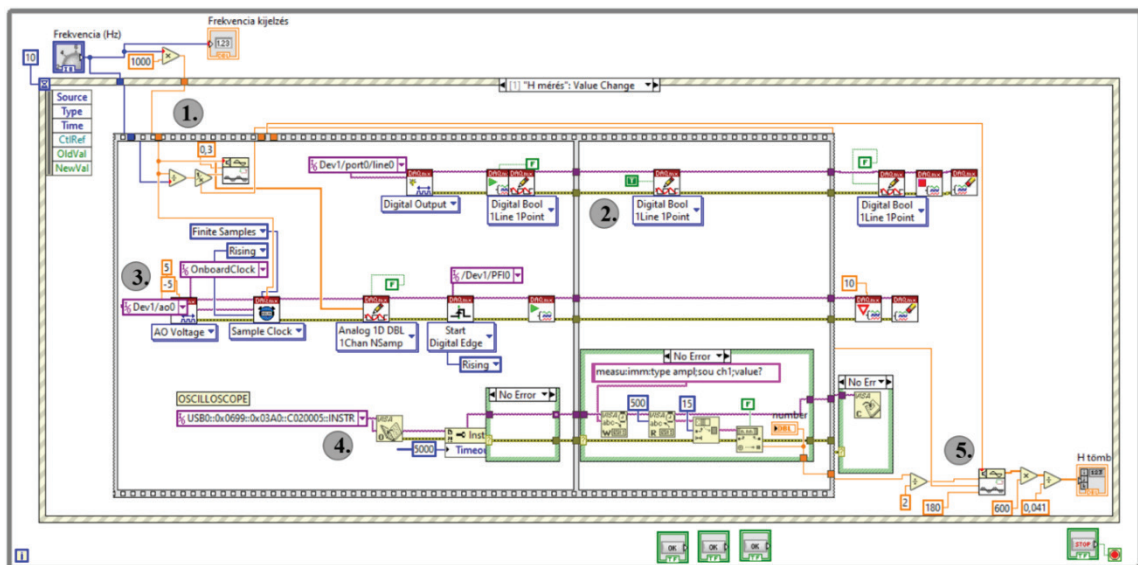 Frekvencia kijelzés
Frekvencia (Hz)
1,23
10
1000
[1] "H mérés": Value Change
Source
Type
Time
CtlRef
OldVal
NewVal
1.
0,3
Dev1/port0/line0
F
F
Digital Output
Digital Bool
1Line 1Point
2.
Digital Bool
1Line 1Point
Digital Bool
1Line 1Point
Finite Samples
Rising
3.
5
-5
OnboardClock
F
/Dev1/PFI0
10
Dev1/ao0
AO Voltage
Sample Clock
Analog 1D DBL
1Chan NSamp
Start
Digital Edge
Rising
No Error
measu:imm:type ampl;sou ch1;value?
OSCILLOSCOPE
No Error
No Err
USB0::0x0699::0x03A0::C020005::INSTR
500
15
F
number
DBL
4.
Inst
5000
Timeou
5.
H tömb
2
180
600
0,041
OK
OK
OK
STOP
i